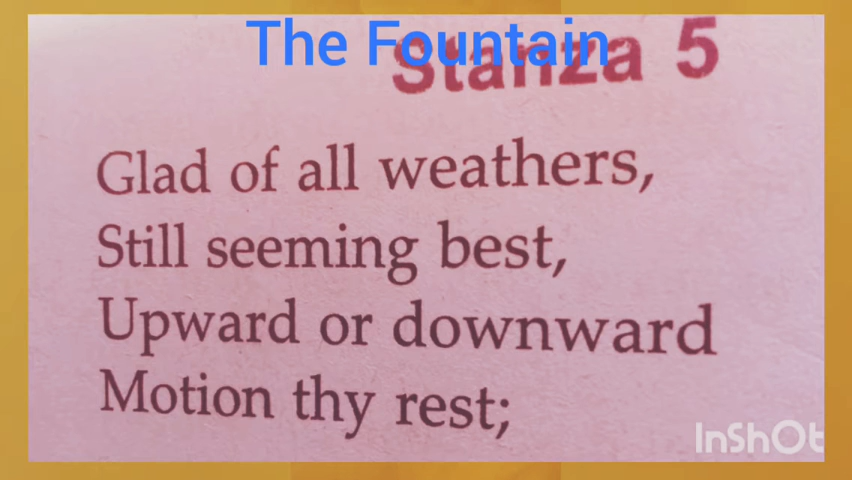 The Fountain
Stanza 5
Glad of all weathers,
Still seeming best,
Upward or downward
Motion thy rest;
InShOt